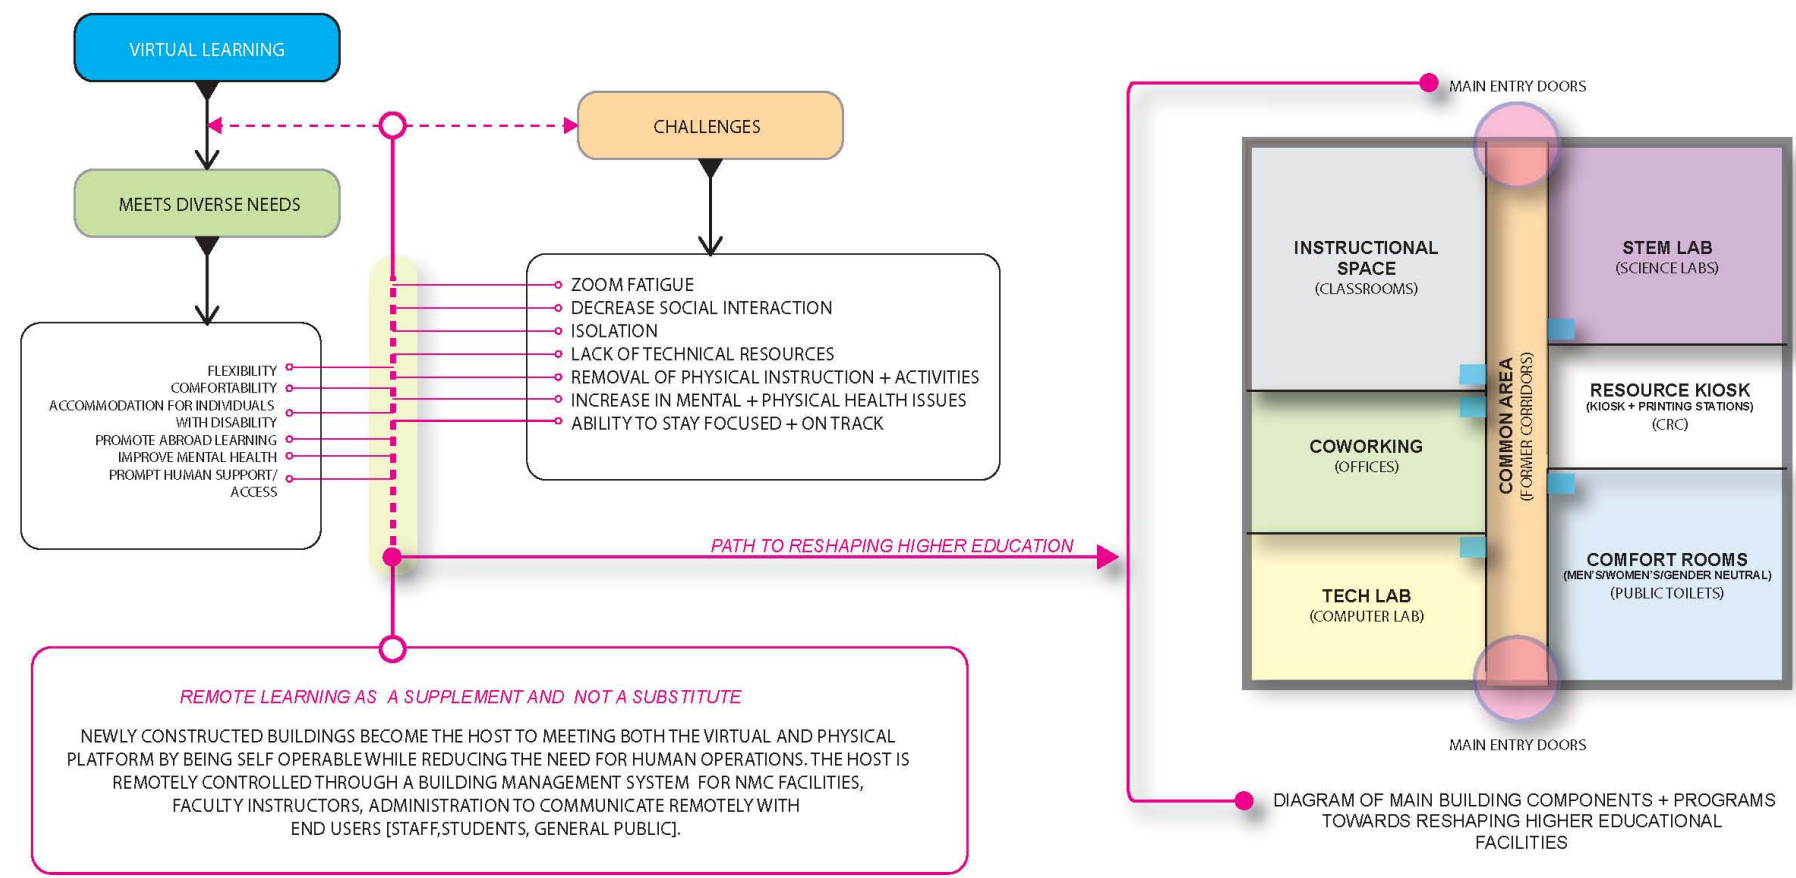 VIRTUAL LEARNING
MEETS DIVERSE NEEDS
FLEXIBILITY
COMFORTABILITY
ACCOMMODATION FOR INDIVIDUALS
WITH DISABILITY
PROMOTE ABROAD LEARNING
IMPROVE MENTAL HEALTH
PROMPT HUMAN SUPPORT/
ACCESS
CHALLENGES
ZOOM FATIGUE
DECREASE SOCIAL INTERACTION
ISOLATION
LACK OF TECHNICAL RESOURCES
REMOVAL OF PHYSICAL INSTRUCTION + ACTIVITIES
INCREASE IN MENTAL + PHYSICAL HEALTH ISSUES
ABILITY TO STAY FOCUSED + ON TRACK
PATH TO RESHAPING HIGHER EDUCATION
REMOTE LEARNING AS A SUPPLEMENT AND NOT A SUBSTITUTE
NEWLY CONSTRUCTED BUILDINGS BECOME THE HOST TO MEETING BOTH THE VIRTUAL AND PHYSICAL
PLATFORM BY BEING SELF OPERABLE WHILE REDUCING THE NEED FOR HUMAN OPERATIONS. THE HOST IS
REMOTELY CONTROLLED THROUGH A BUILDING MANAGEMENT SYSTEM FOR NMC FACILITIES,
FACULTY INSTRUCTORS, ADMINISTRATION TO COMMUNICATE REMOTELY WITH
END USERS [STAFF,STUDENTS, GENERAL PUBLIC].
MAIN ENTRY DOORS
INSTRUCTIONAL
SPACE
(CLASSROOMS)
COWORKING
(OFFICES)
TECH LAB
(COMPUTER LAB)
COMMON AREA
(FORMER CORRIDORS)
STEM LAB
(SCIENCE LABS)
RESOURCE KIOSK
(KIOSK + PRINTING STATIONS)
(CRC)
COMFORT ROOMS
(MEN'S/WOMEN'S/GENDER NEUTRAL)
(PUBLIC TOILETS)
MAIN ENTRY DOORS
DIAGRAM OF MAIN BUILDING COMPONENTS + PROGRAMS
TOWARDS RESHAPING HIGHER EDUCATIONAL
FACILITIES